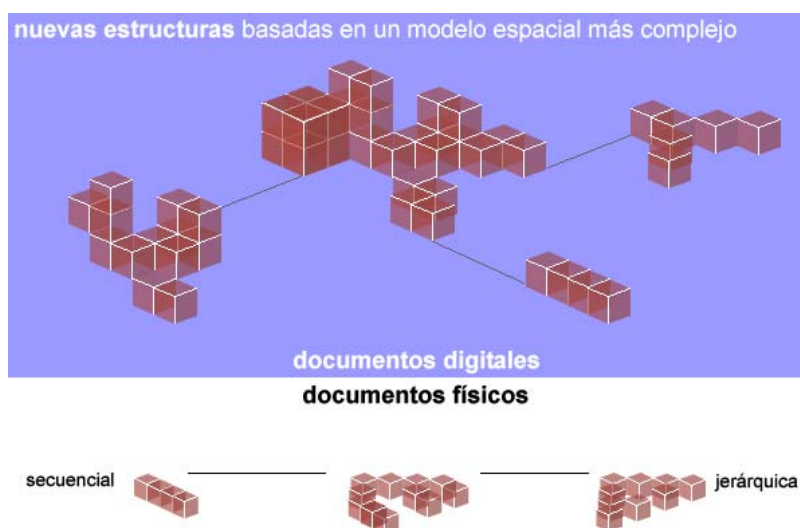 nuevas estructuras basadas en un modelo espacial más complejo
documentos digitales
documentos físicos
secuencial
jerárquica